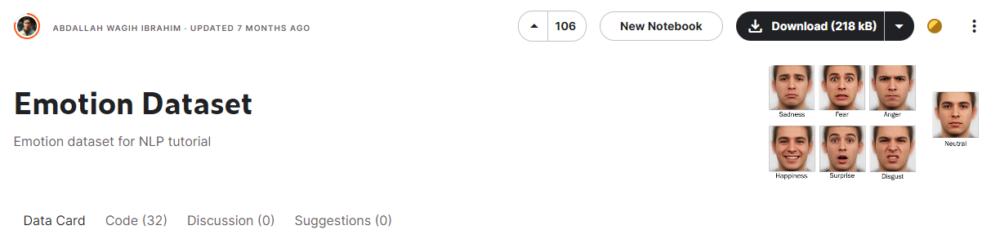 ABDALLAH WAGIH IBRAHIM · UPDATED 7 MONTHS AGO
106
New Notebook
Download (218 kB)
Emotion Dataset
Emotion dataset for NLP tutorial
Sadness
Fear
Anger
Neutral
Happiness
Surprise
Disgust
Data Card
Code (32)
Discussion (0)
Suggestions (0)